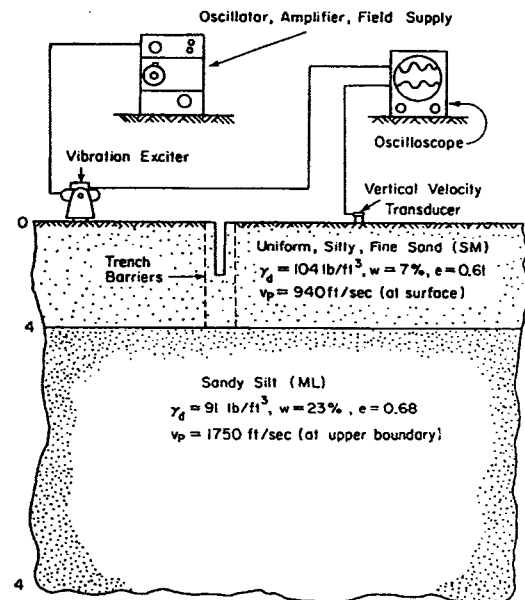 Oscillator, Amplifier, Field Supply
Oscilloscope
Vibration Exciter
Vertical Velocity
Transducer
0
Trench
Barriers
Uniform, Silty, Fine Sand (SM)
γd = 104 lb/ft³, w = 7%, e = 0.61
vP = 940 ft/sec (at surface)
4
Sandy Silt (ML)
γd = 91 lb/ft³, w = 23%, e = 0.68
vP = 1750 ft/sec (at upper boundary)
4